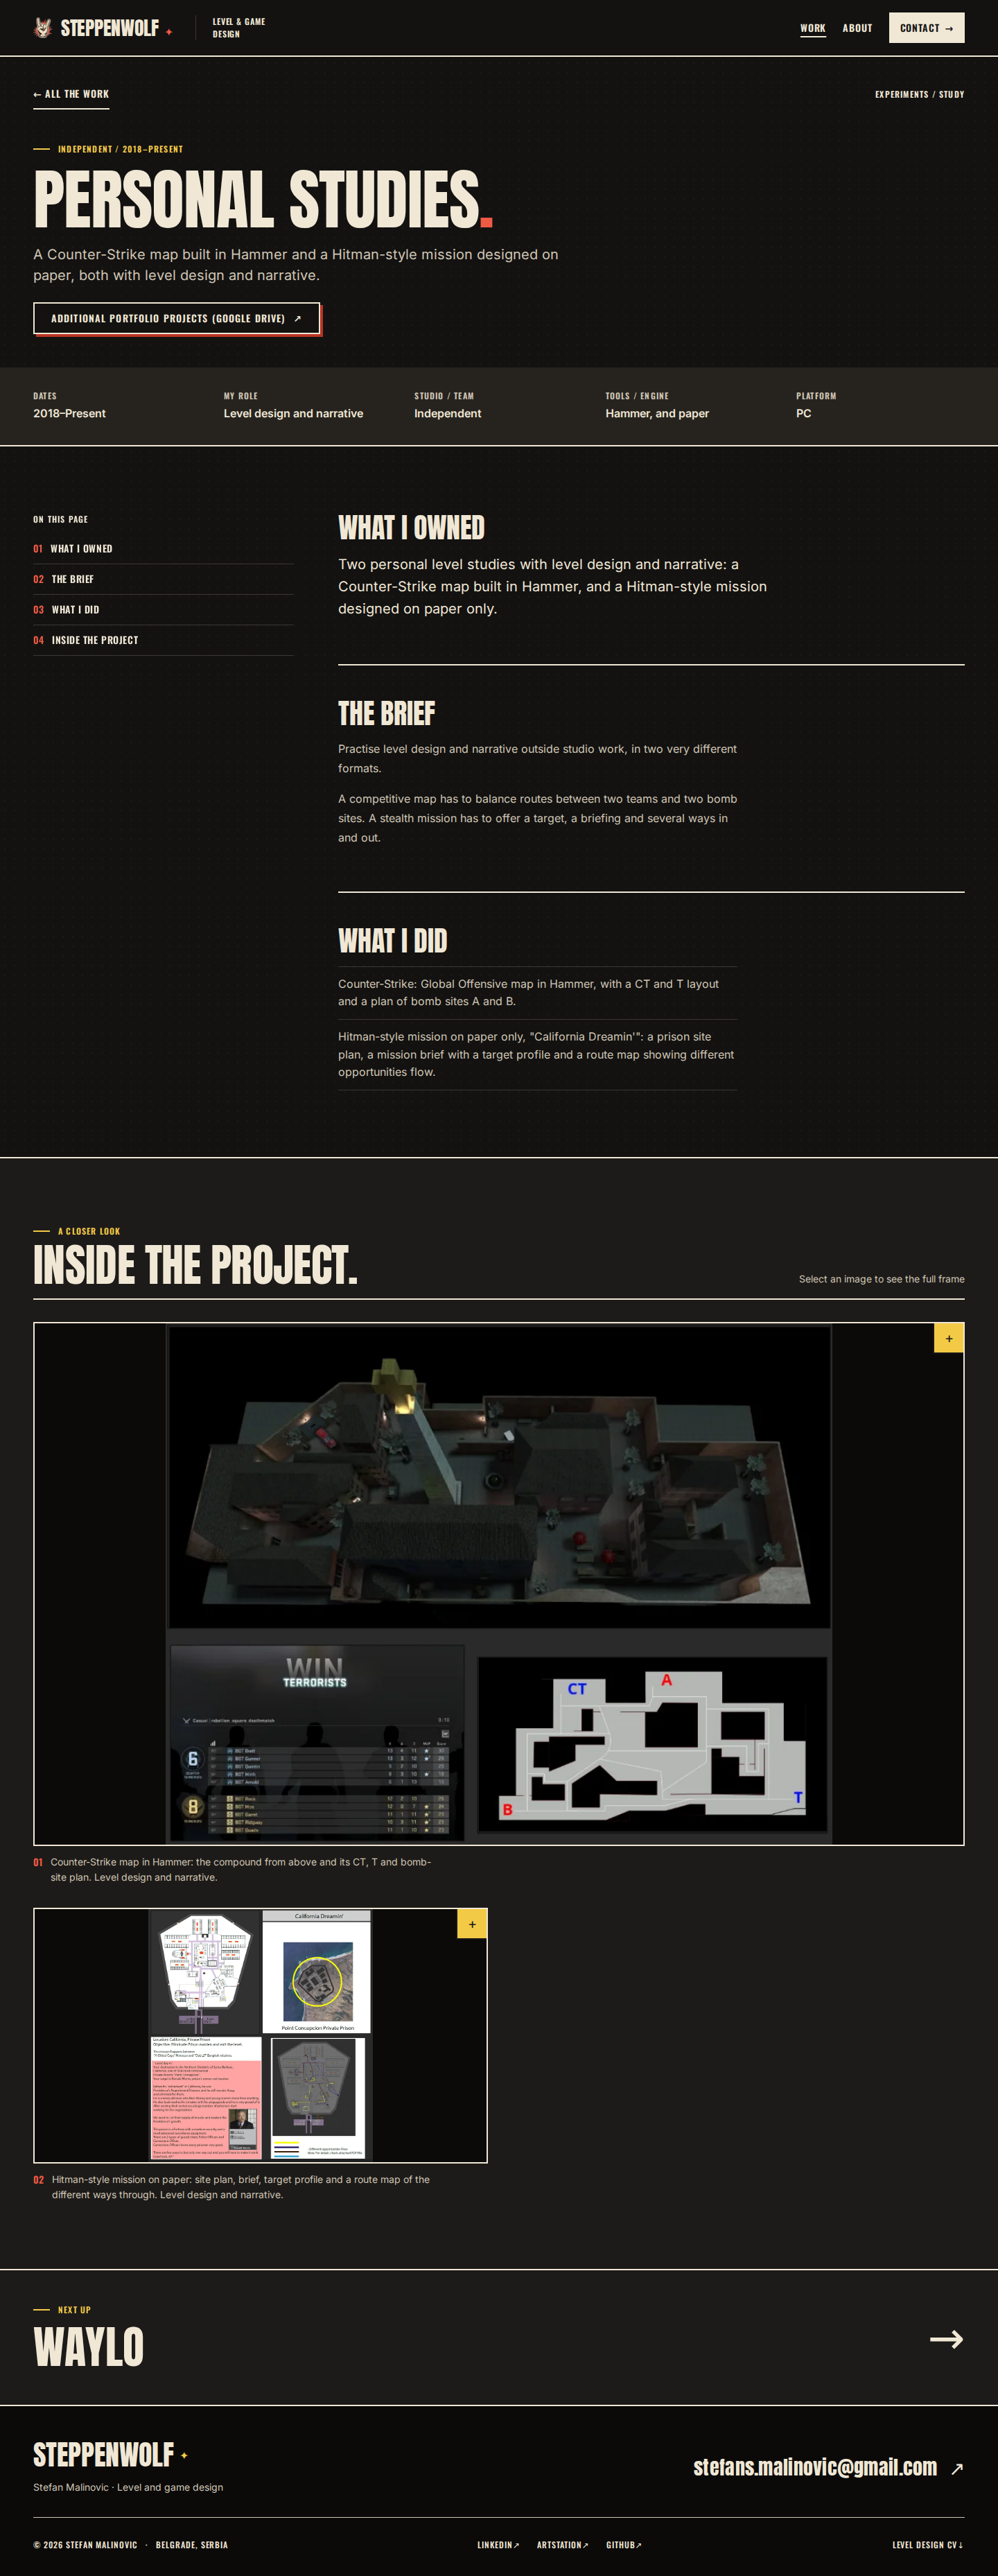 STEPPENWOLF
LEVEL & GAME
DESIGN
WORK
ABOUT
CONTACT →
← ALL THE WORK
EXPERIMENTS / STUDY
INDEPENDENT / 2018–PRESENT
PERSONAL STUDIES.
A Counter-Strike map built in Hammer and a Hitman-style mission designed on
paper, both with level design and narrative.
ADDITIONAL PORTFOLIO PROJECTS (GOOGLE DRIVE) ↗
DATES
2018–Present
MY ROLE
Level design and narrative
STUDIO / TEAM
Independent
TOOLS / ENGINE
Hammer, and paper
PLATFORM
PC
ON THIS PAGE
01 WHAT I OWNED
02 THE BRIEF
03 WHAT I DID
04 INSIDE THE PROJECT
WHAT I OWNED
Two personal level studies with level design and narrative: a
Counter-Strike map built in Hammer, and a Hitman-style mission
designed on paper only.
THE BRIEF
Practise level design and narrative outside studio work, in two very different
formats.
A competitive map has to balance routes between two teams and two bomb
sites. A stealth mission has to offer a target, a briefing and several ways in
and out.
WHAT I DID
Counter-Strike: Global Offensive map in Hammer, with a CT and T layout
and a plan of bomb sites A and B.
Hitman-style mission on paper only, "California Dreamin'": a prison site
plan, a mission brief with a target profile and a route map showing different
opportunities flow.
A CLOSER LOOK
INSIDE THE PROJECT.
Select an image to see the full frame
+
WIN
TERRORISTS
6
8
CT
A
B
T
01 Counter-Strike map in Hammer: the compound from above and its CT, T and bomb-
site plan. Level design and narrative.
+
California Dreamin'
Point Concepcion Private Prison
02 Hitman-style mission on paper: site plan, brief, target profile and a route map of the
different ways through. Level design and narrative.
NEXT UP
WAYLO
→
STEPPENWOLF
Stefan Malinovic · Level and game design
stefans.malinovic@gmail.com ↗
© 2026 STEFAN MALINOVIC · BELGRADE, SERBIA
LINKEDIN↗
ARTSTATION↗
GITHUB↗
LEVEL DESIGN CV↓